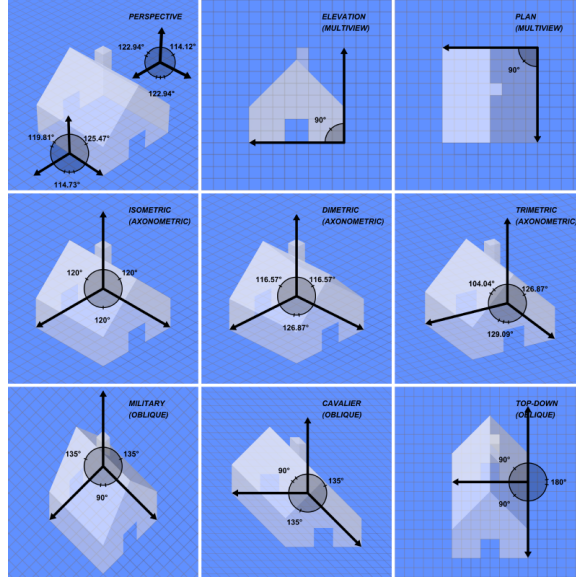 PERSPECTIVE
122.94° 114.12°
122.94°
119.81° 125.47°
114.73°
ELEVATION
(MULTIVIEW)
90°
PLAN
(MULTIVIEW)
90°
ISOMETRIC
(AXONOMETRIC)
120° 120°
120°
DIMETRIC
(AXONOMETRIC)
116.57° 116.57°
126.87°
TRIMETRIC
(AXONOMETRIC)
104.04° 126.87°
129.09°
MILITARY
(OBLIQUE)
135° 135°
90°
CAVALIER
(OBLIQUE)
90° 135°
135°
TOP-DOWN
(OBLIQUE)
90°
180°
90°